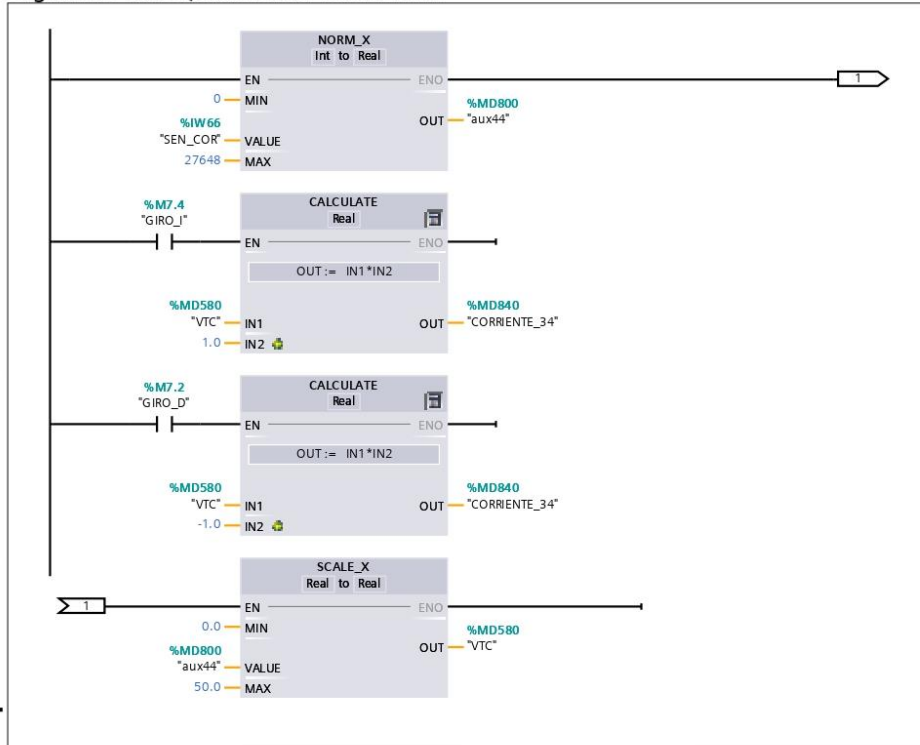 NORM_X
Int to Real
EN
ENO
1
0
MIN
%MD800
OUT
"aux44"
%IW66
"SEN_COR"
VALUE
27648
MAX
%M7.4
"GIRO_I"
CALCULATE
Real
EN
ENO
OUT := IN1*IN2
%MD580
"VTC"
IN1
%MD840
OUT
"CORRIENTE_34"
1.0
IN2
%M7.2
"GIRO_D"
CALCULATE
Real
EN
ENO
OUT := IN1*IN2
%MD580
"VTC"
IN1
%MD840
OUT
"CORRIENTE_34"
-1.0
IN2
SCALE_X
Real to Real
1
EN
ENO
0.0
MIN
%MD580
OUT
"VTC"
%MD800
"aux44"
VALUE
50.0
MAX